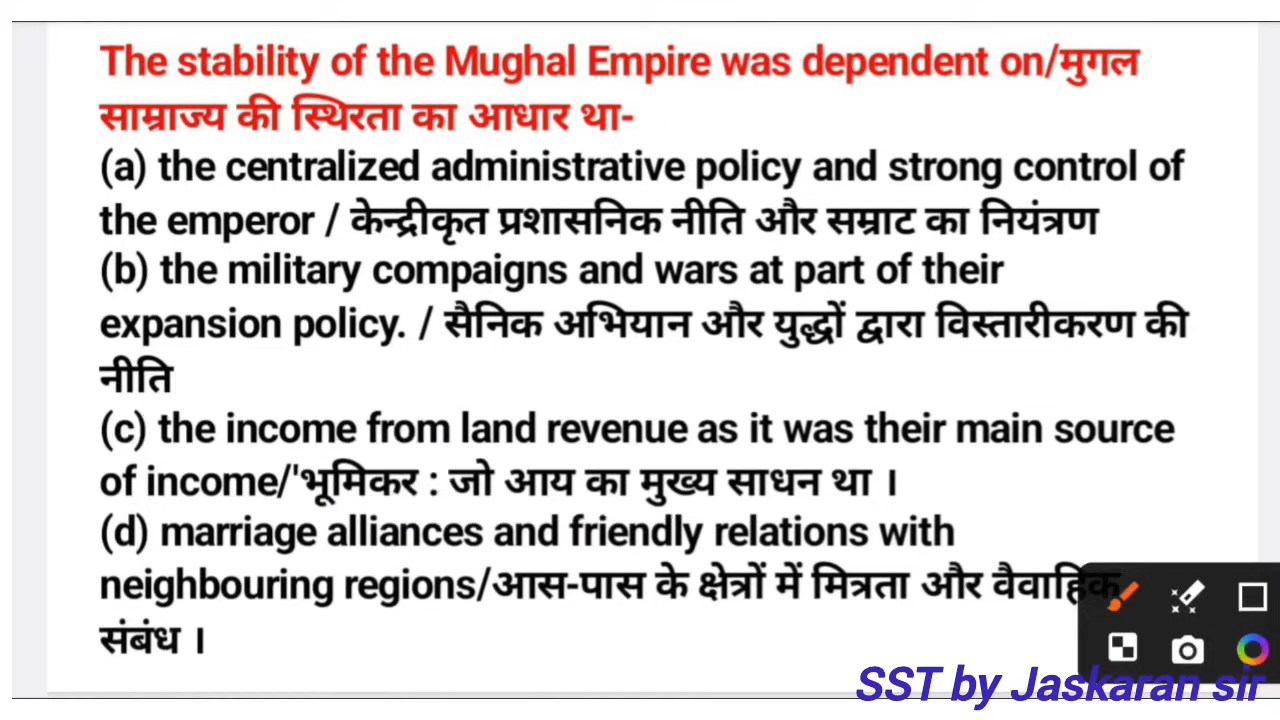 The stability of the Mughal Empire was dependent on/मुगल
साम्राज्य की स्थिरता का आधार था-
(a) the centralized administrative policy and strong control of
the emperor / केन्द्रीकृत प्रशासनिक नीति और सम्राट का नियंत्रण
(b) the military compaigns and wars at part of their
expansion policy. / सैनिक अभियान और युद्धों द्वारा विस्तारीकरण की
नीति
(c) the income from land revenue as it was their main source
of income/'भूमिकर : जो आय का मुख्य साधन था ।
(d) marriage alliances and friendly relations with
neighbouring regions/आस-पास के क्षेत्रों में मित्रता और वैवाहिक
संबंध ।
SST by Jaskaran sir